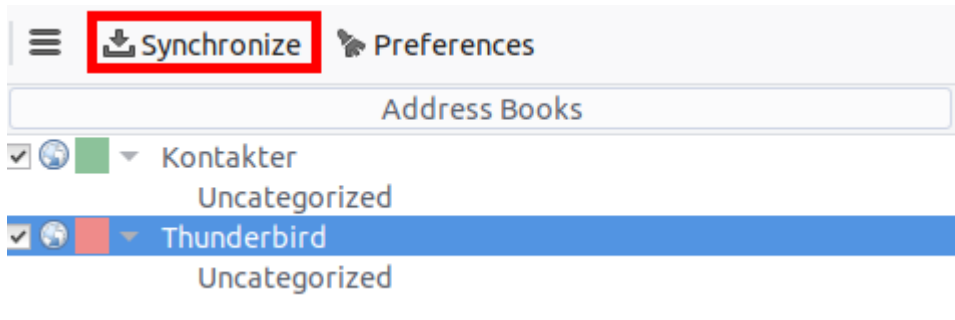 Synchronize Preferences
Address Books
Kontakter
Uncategorized
Thunderbird
Uncategorized